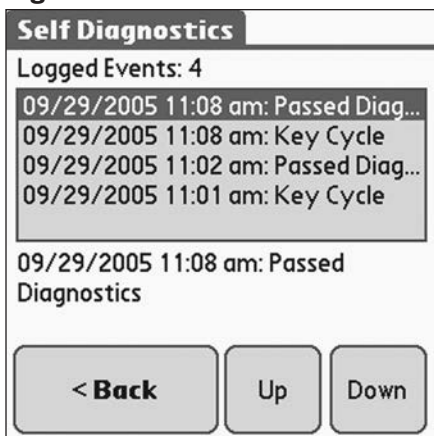 Self Diagnostics
Logged Events: 4
09/29/2005 11:08 am: Passed Diag...
09/29/2005 11:08 am: Key Cycle
09/29/2005 11:02 am: Passed Diag...
09/29/2005 11:01 am: Key Cycle
09/29/2005 11:08 am: Passed
Diagnostics
< Back Up Down